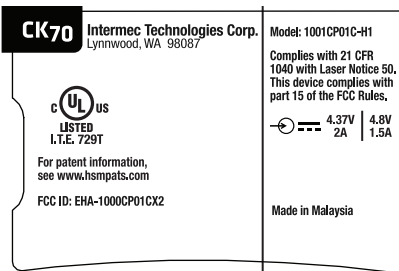 CK70
Intermec Technologies Corp.
Lynnwood, WA 98087
C UL US
LISTED
I.T.E. 729T
For patent information,
see www.hsmpats.com
FCC ID: EHA-1000CP01CX2
Model: 1001CP01C-H1
Complies with 21 CFR
1040 with Laser Notice 50.
This device complies with
part 15 of the FCC Rules.
4.37V 4.8V
2A 1.5A
Made in Malaysia